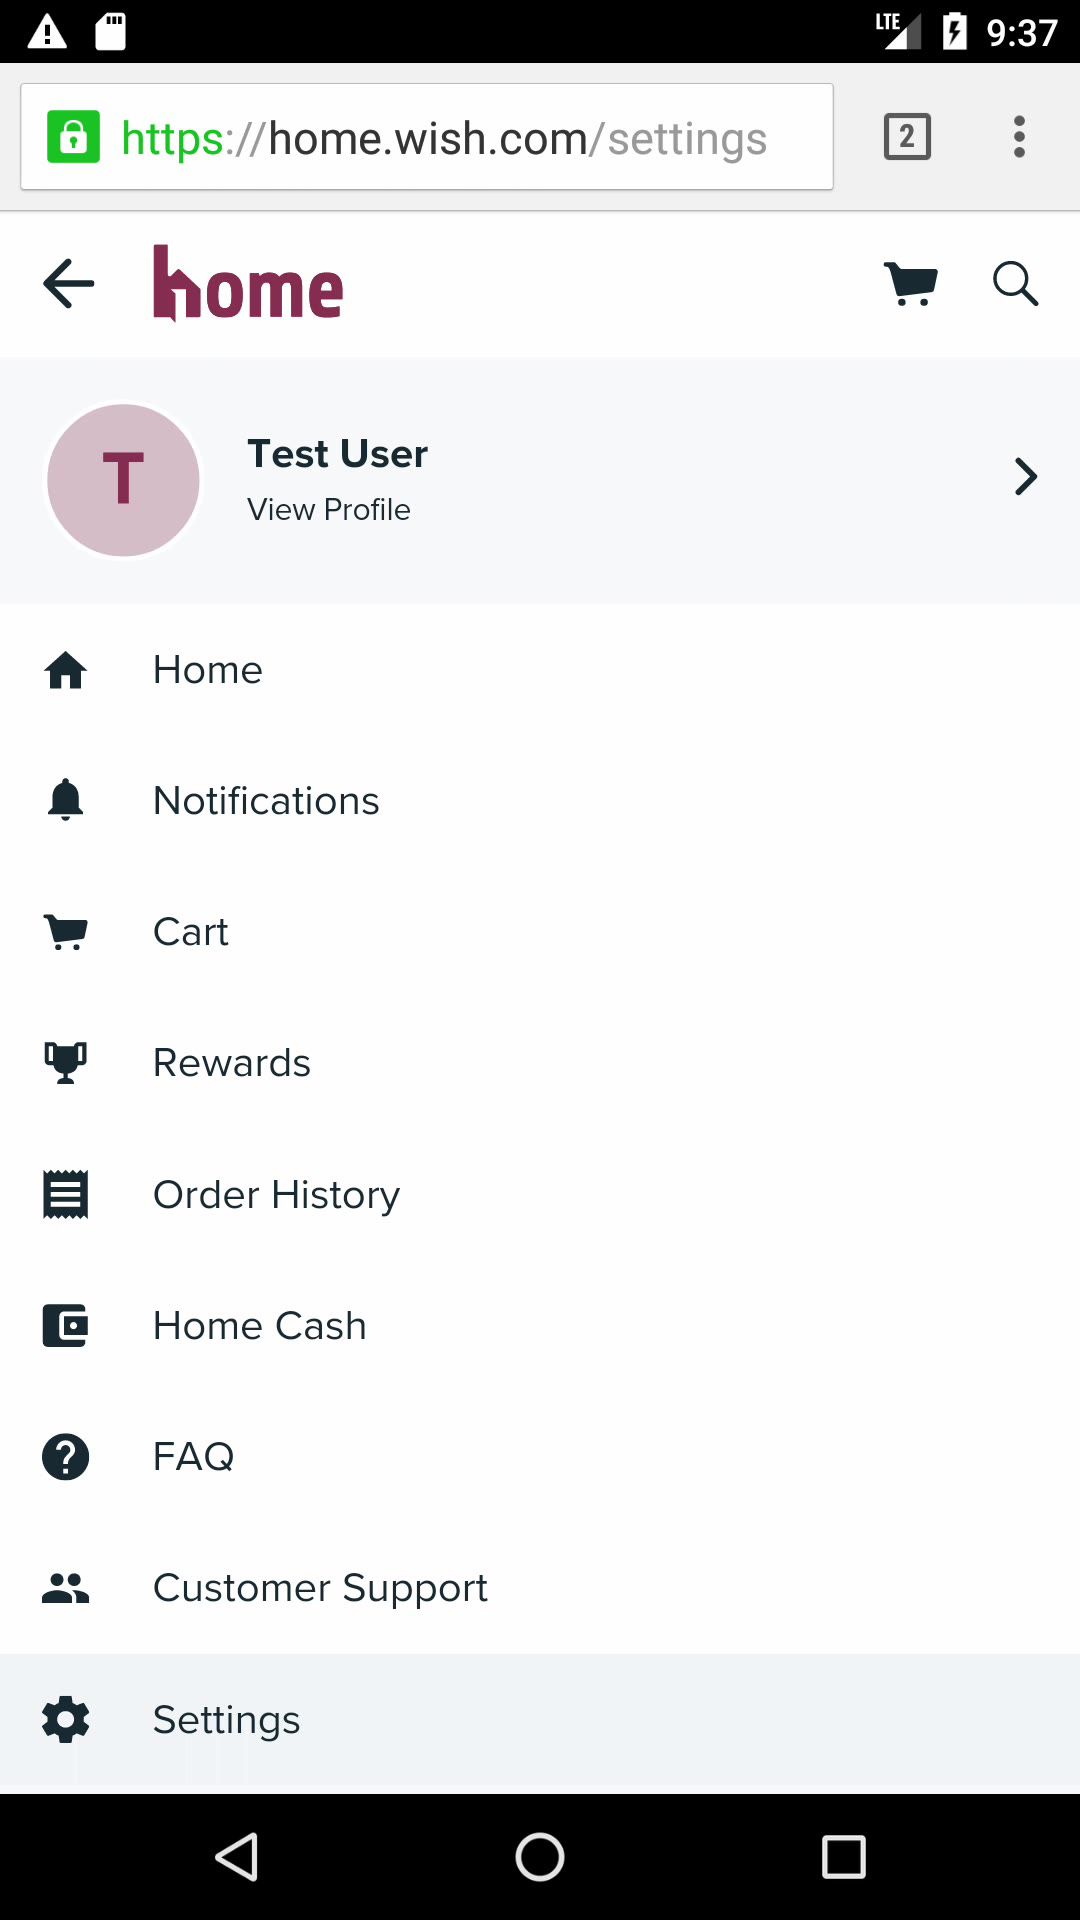 LTE 9:37
https://home.wish.com/settings 2
home
T
Test User
View Profile
Home
Notifications
Cart
Rewards
Order History
Home Cash
FAQ
Customer Support
Settings